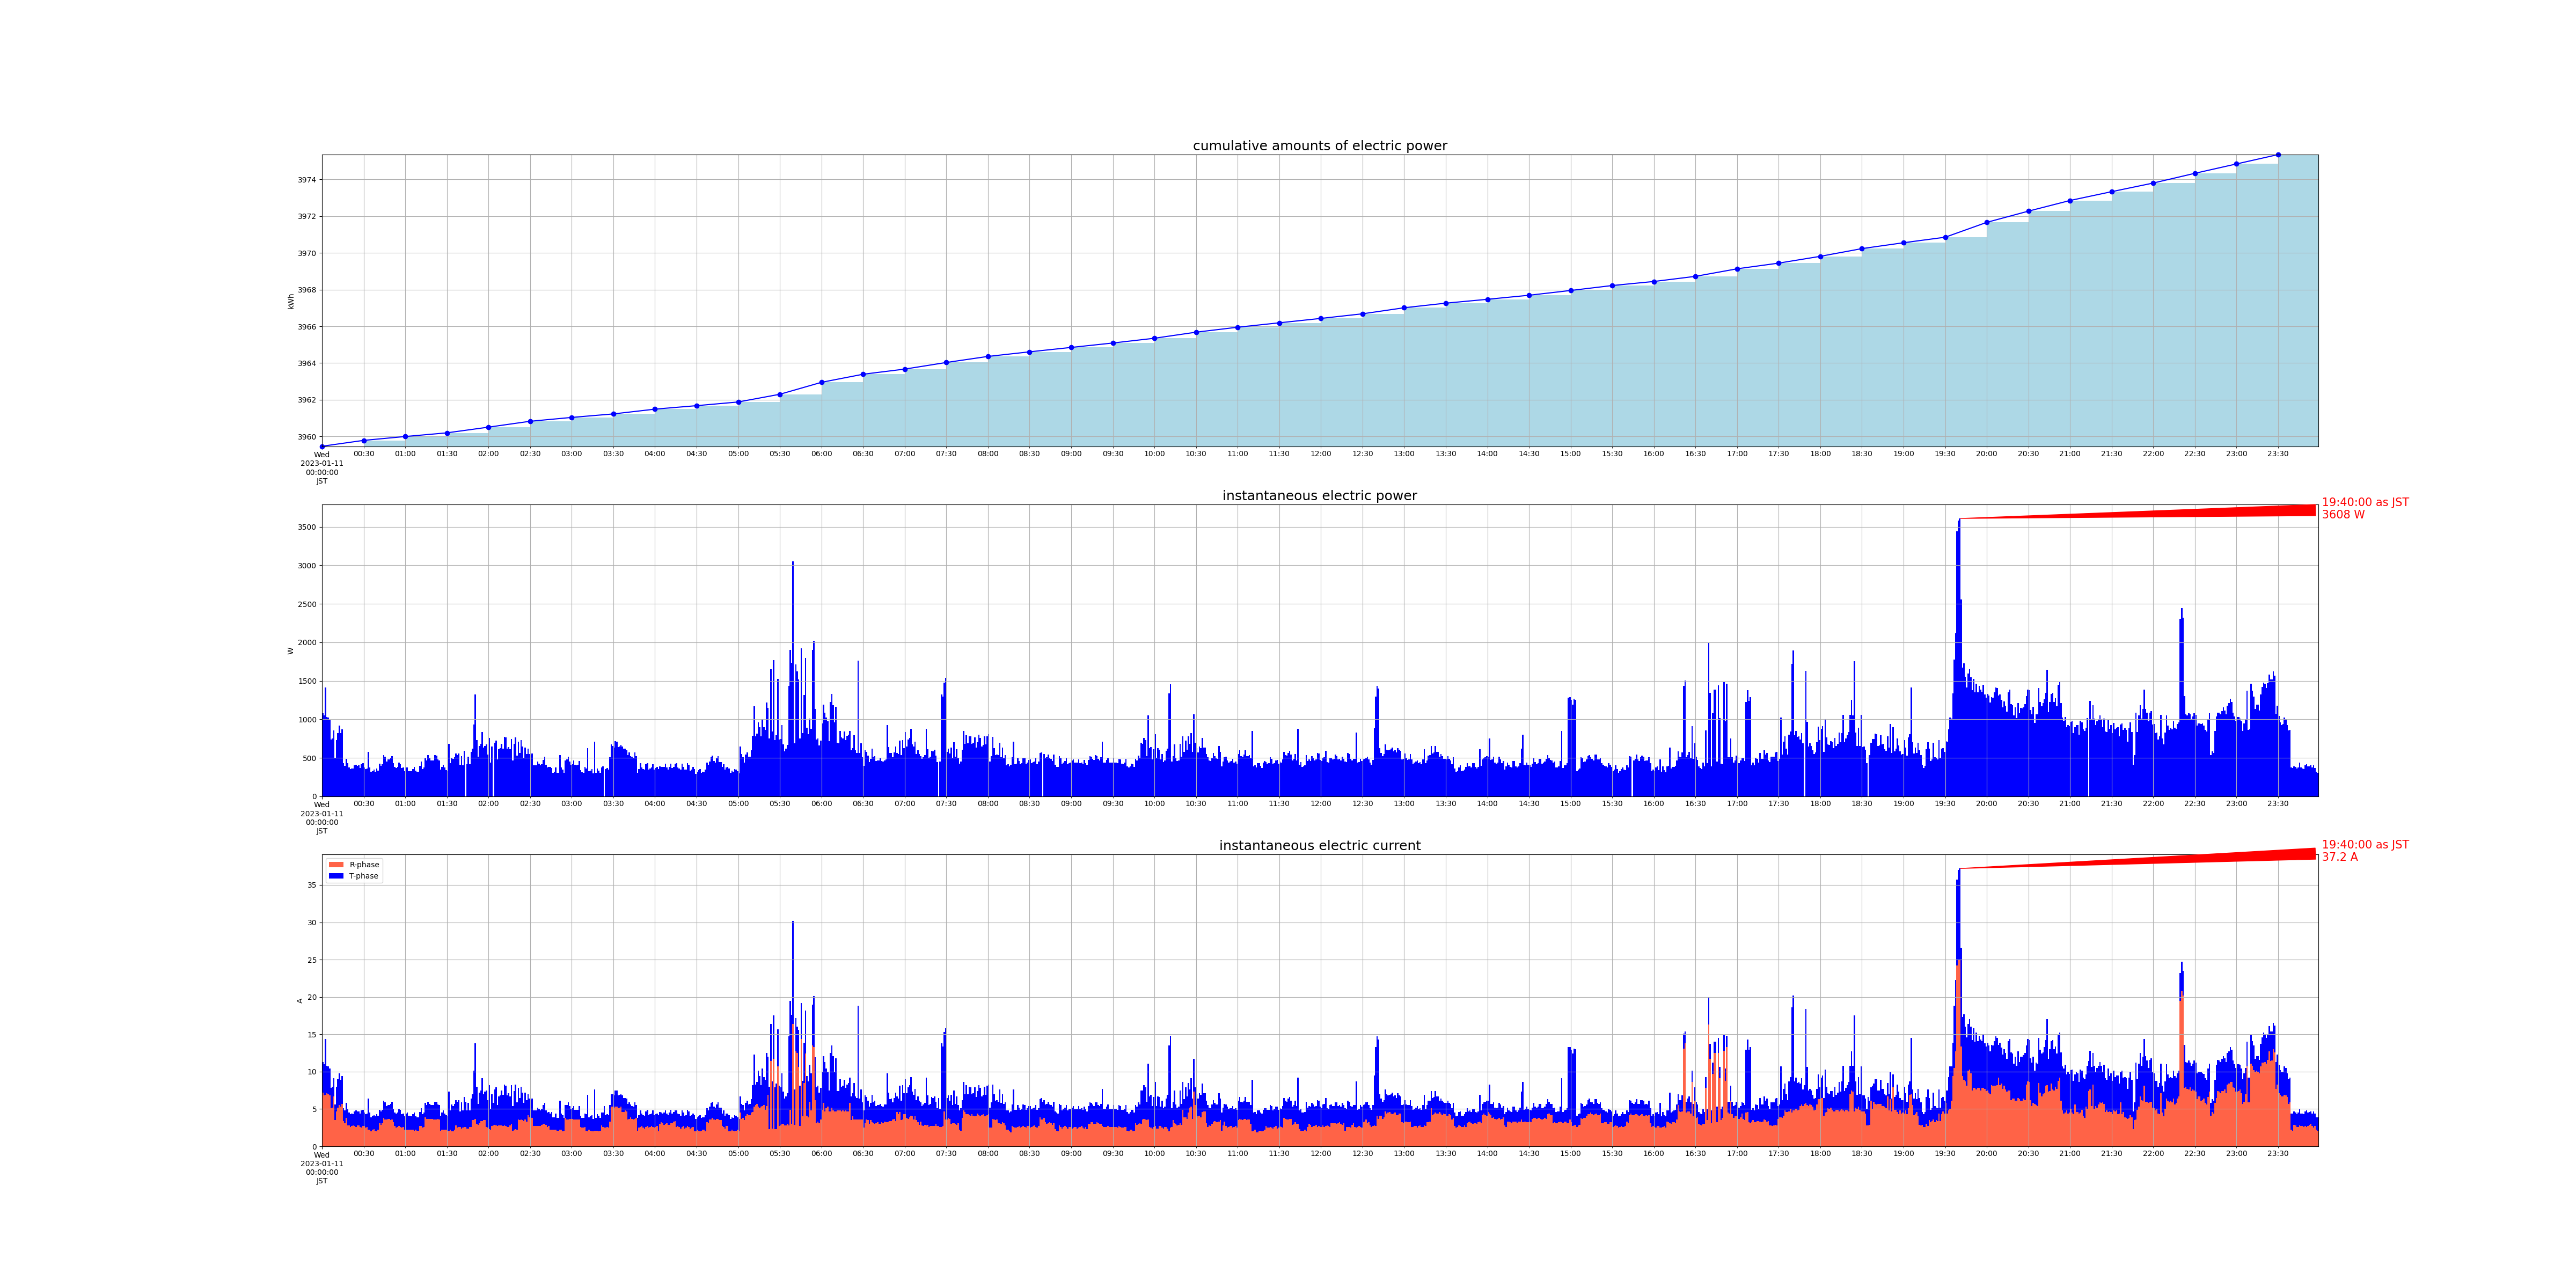 cumulative amounts of electric power
3974
3972
3970
3968
3966
3964
3962
3960
kWh
Wed
2023-01-11
00:00:00
JST
00:30 01:00 01:30 02:00 02:30 03:00 03:30 04:00 04:30 05:00 05:30 06:00 06:30 07:00 07:30 08:00 08:30 09:00 09:30 10:00 10:30 11:00 11:30 12:00 12:30 13:00 13:30 14:00 14:30 15:00 15:30 16:00 16:30 17:00 17:30 18:00 18:30 19:00 19:30 20:00 20:30 21:00 21:30 22:00 22:30 23:00 23:30
instantaneous electric power
19:40:00 as JST
3608 W
3500
3000
2500
2000
1500
1000
500
0
W
Wed
2023-01-11
00:00:00
JST
00:30 01:00 01:30 02:00 02:30 03:00 03:30 04:00 04:30 05:00 05:30 06:00 06:30 07:00 07:30 08:00 08:30 09:00 09:30 10:00 10:30 11:00 11:30 12:00 12:30 13:00 13:30 14:00 14:30 15:00 15:30 16:00 16:30 17:00 17:30 18:00 18:30 19:00 19:30 20:00 20:30 21:00 21:30 22:00 22:30 23:00 23:30
instantaneous electric current
19:40:00 as JST
37.2 A
R-phase
T-phase
35
30
25
20
15
10
5
0
A
Wed
2023-01-11
00:00:00
JST
00:30 01:00 01:30 02:00 02:30 03:00 03:30 04:00 04:30 05:00 05:30 06:00 06:30 07:00 07:30 08:00 08:30 09:00 09:30 10:00 10:30 11:00 11:30 12:00 12:30 13:00 13:30 14:00 14:30 15:00 15:30 16:00 16:30 17:00 17:30 18:00 18:30 19:00 19:30 20:00 20:30 21:00 21:30 22:00 22:30 23:00 23:30